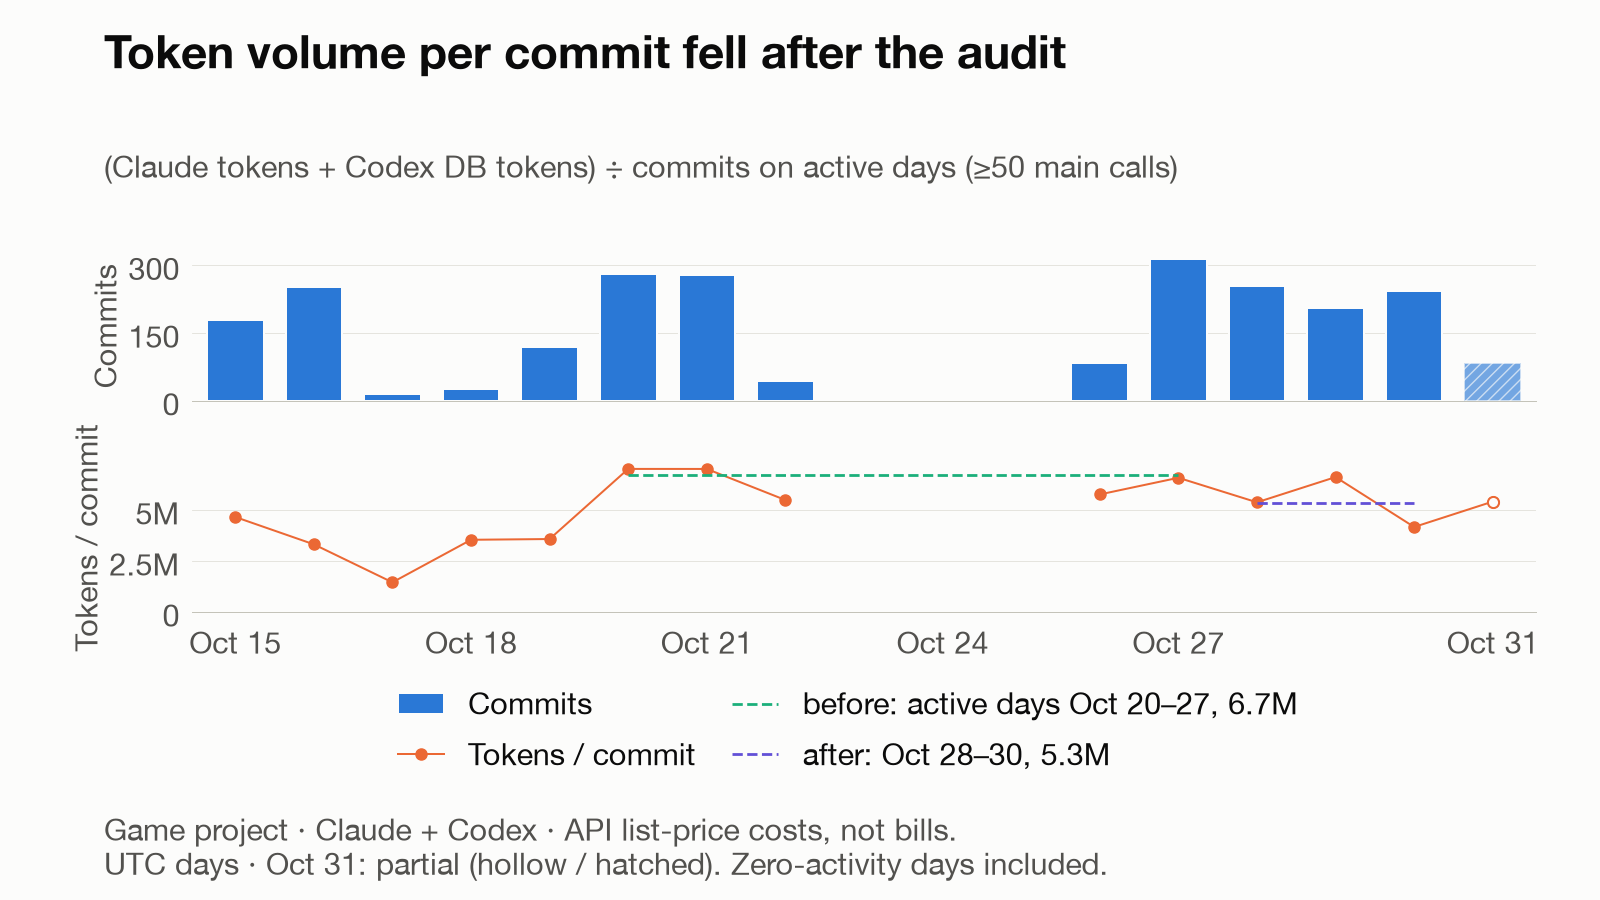 Token volume per commit fell after the audit
(Claude tokens + Codex DB tokens) ÷ commits on active days (≥50 main calls)
Commits
300
150
0
Tokens / commit
5M
2.5M
0
Oct 15
Oct 18
Oct 21
Oct 24
Oct 27
Oct 31
Commits
before: active days Oct 20–27, 6.7M
Tokens / commit
after: Oct 28–30, 5.3M
Game project · Claude + Codex · API list-price costs, not bills.
UTC days · Oct 31: partial (hollow / hatched). Zero-activity days included.